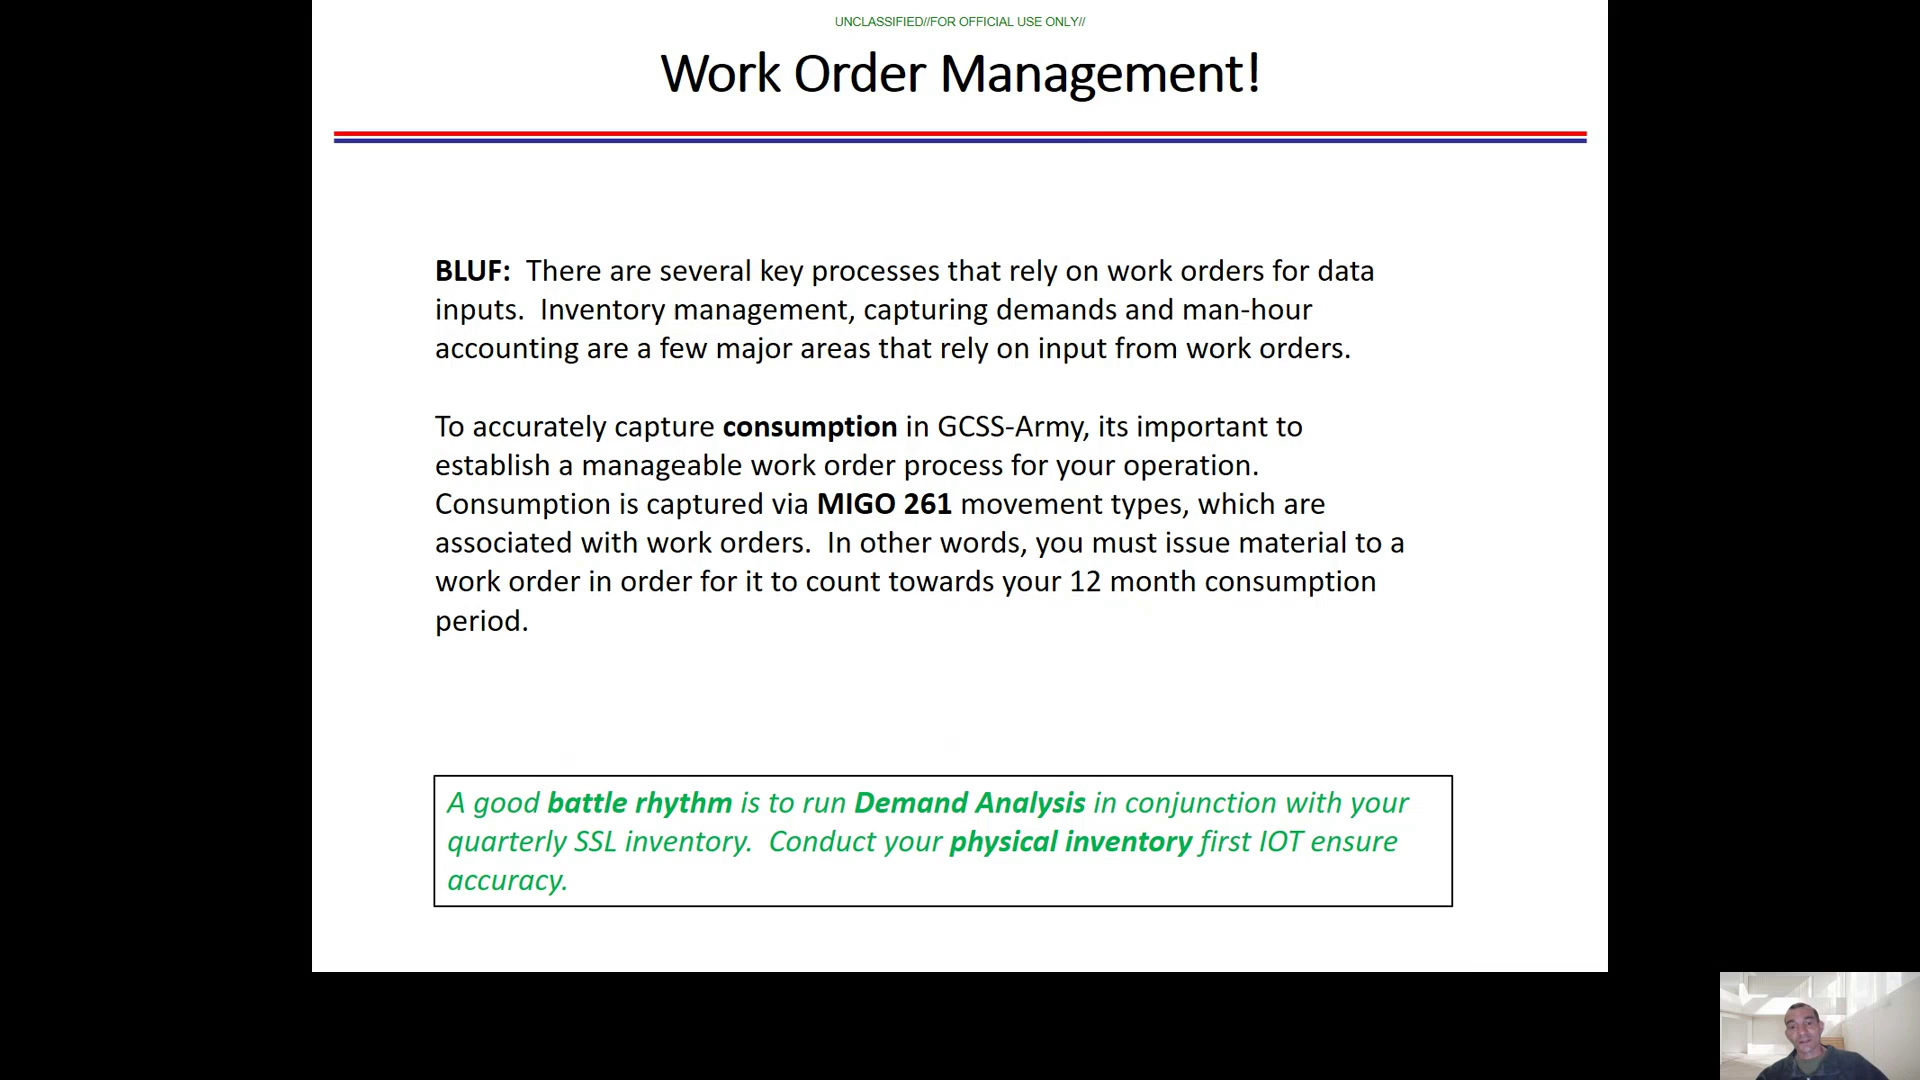 UNCLASSIFIED//FOR OFFICIAL USE ONLY//
Work Order Management!
BLUF:  There are several key processes that rely on work orders for data
inputs.  Inventory management, capturing demands and man-hour
accounting are a few major areas that rely on input from work orders.
To accurately capture consumption in GCSS-Army, its important to
establish a manageable work order process for your operation.
Consumption is captured via MIGO 261 movement types, which are
associated with work orders.  In other words, you must issue material to a
work order in order for it to count towards your 12 month consumption
period.
A good battle rhythm is to run Demand Analysis in conjunction with your
quarterly SSL inventory.  Conduct your physical inventory first IOT ensure
accuracy.